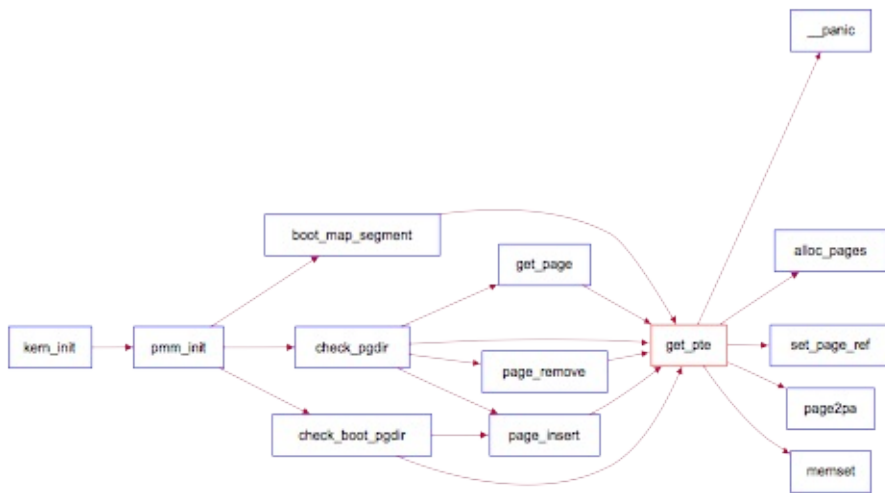 __panic
boot_map_segment
alloc_pages
get_page
kern_init
pmm_init
check_pgdir
get_pte
set_page_ref
page_remove
page2pa
check_boot_pgdir
page_insert
memset